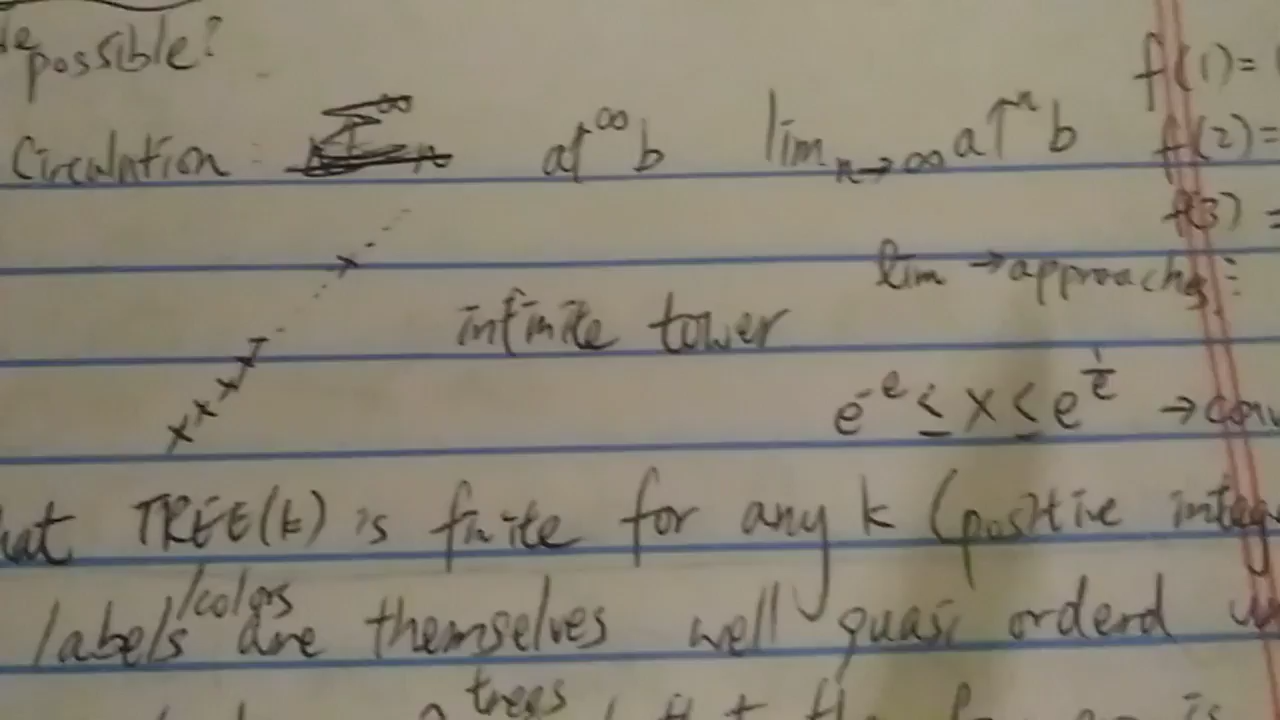 possible?
f(1) =
Circulation : a↑^∞ b lim_{n→∞} a↑^n b
f(2) =
f(3) =
lim → approaches
infinite tower
x^x^x^x
e^{-e} ≤ x ≤ e^{1/e} →
TREE(k) is finite for any k (positive
labels /colors are themselves well quasi orderd
trees
is